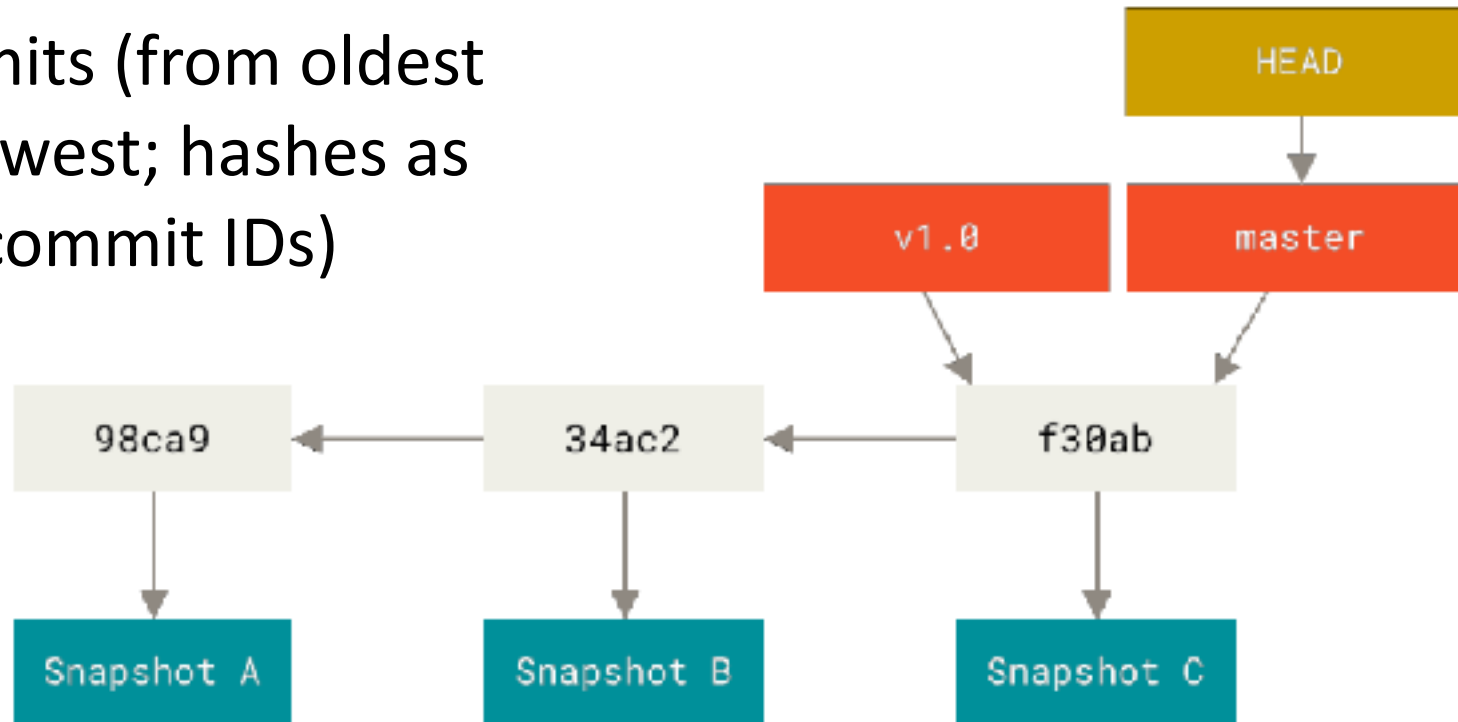 mits (from oldest
west; hashes as
commit IDs)
HEAD
v1.0
master
98ca9
34ac2
f30ab
Snapshot A
Snapshot B
Snapshot C